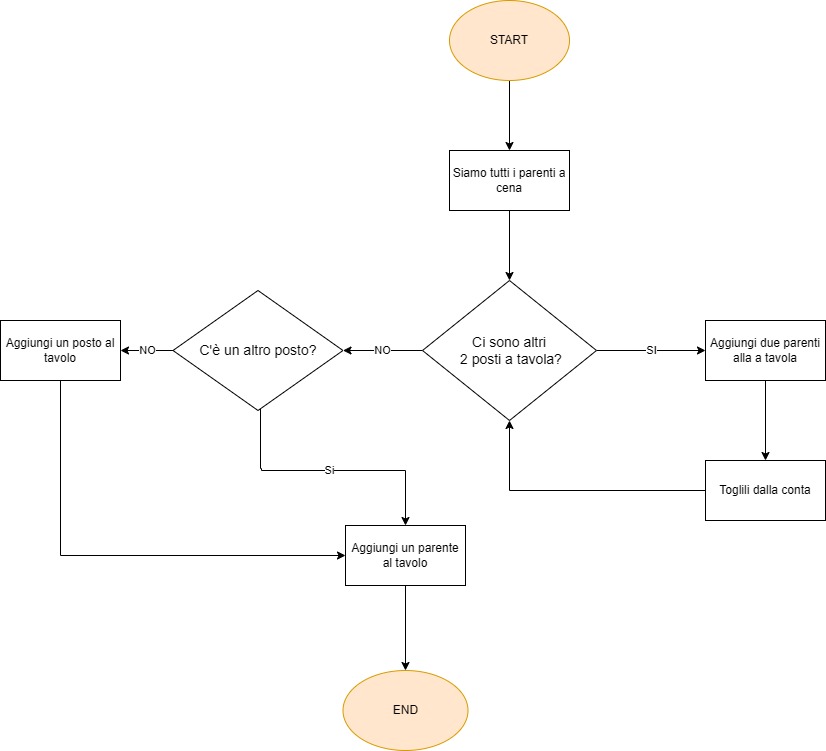 START
Siamo tutti i parenti a
cena
Ci sono altri
2 posti a tavola?
SI
Aggiungi due parenti
alla a tavola
Toglili dalla conta
NO
C'è un altro posto?
NO
Aggiungi un posto al
tavolo
Si
Aggiungi un parente
al tavolo
END